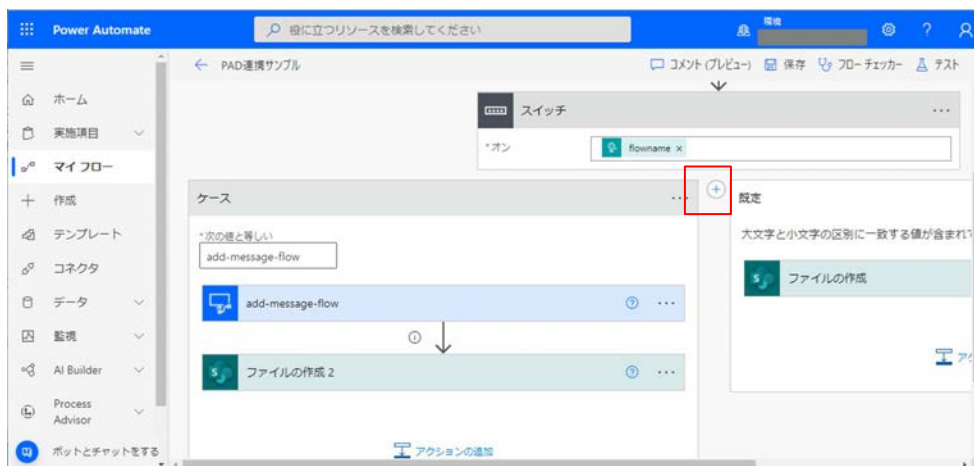 Power Automate
役に立つリソースを検索してください
環境
PAD連携サンプル
コメント (プレビュー)
保存
フロー チェッカー
テスト
ホーム
実施項目
マイ フロー
作成
テンプレート
コネクタ
データ
監視
AI Builder
Process
Advisor
ボットとチャットをする
スイッチ
*オン
flowname ×
ケース
*次の値と等しい
add-message-flow
add-message-flow
ファイルの作成 2
アクションの追加
既定
大文字と小文字の区別に一致する値が含まれて
ファイルの作成